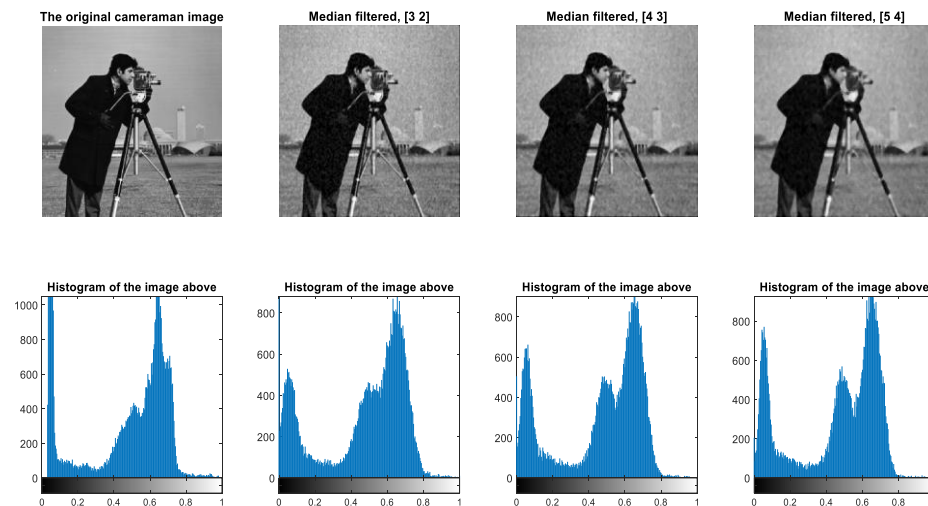 The original cameraman image
Median filtered, [3 2]
Median filtered, [4 3]
Median filtered, [5 4]
Histogram of the image above
1000
800
600
400
200
0
0 0.2 0.4 0.6 0.8 1
Histogram of the image above
800
600
400
200
0
0 0.2 0.4 0.6 0.8 1
Histogram of the image above
800
600
400
200
0
0 0.2 0.4 0.6 0.8 1
Histogram of the image above
800
600
400
200
0
0 0.2 0.4 0.6 0.8